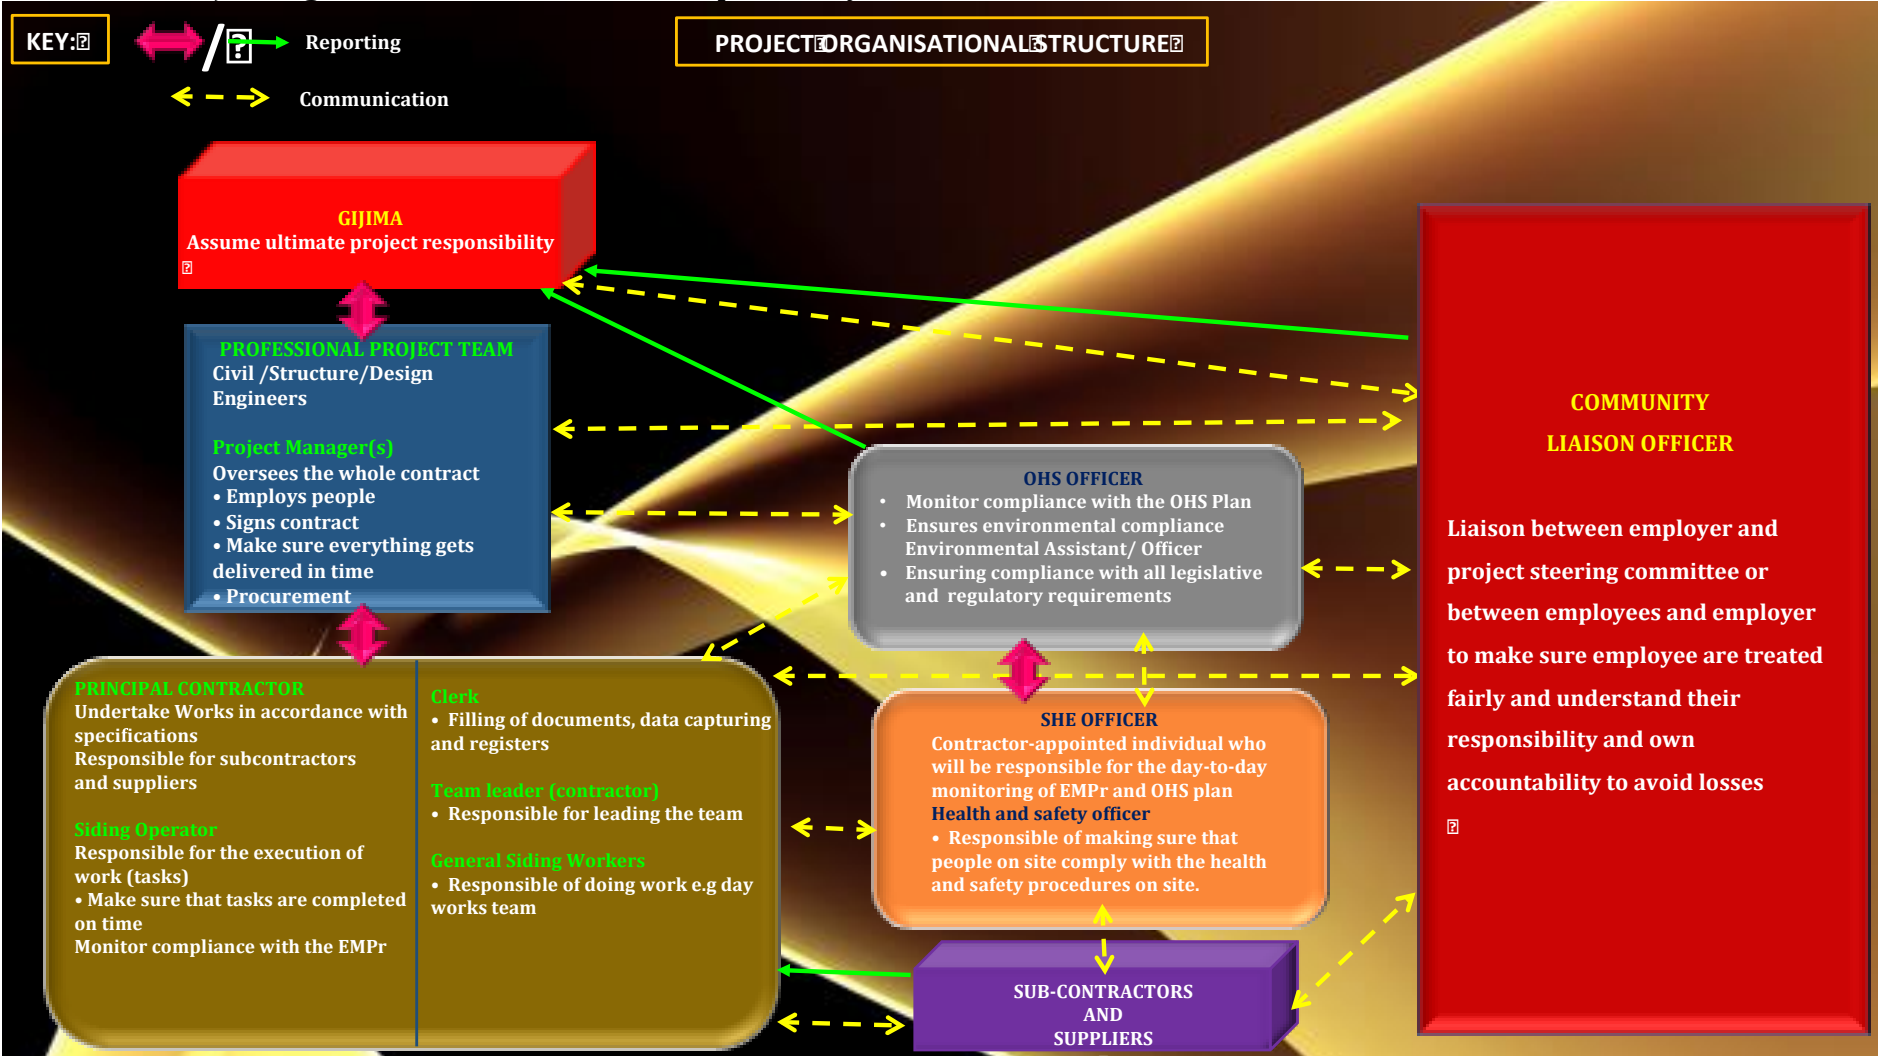 KEY:
/
Reporting
Communication
PROJECT ORGANISATIONAL STRUCTURE
GIJIMA
Assume ultimate project responsibility
PROFESSIONAL PROJECT TEAM
Civil /Structure/Design
Engineers
Project Manager(s)
Oversees the whole contract
• Employs people
• Signs contract
• Make sure everything gets
delivered in time
• Procurement
PRINCIPAL CONTRACTOR
Undertake Works in accordance with
specifications
Responsible for subcontractors
and suppliers
Siding Operator
Responsible for the execution of
work (tasks)
• Make sure that tasks are completed
on time
Monitor compliance with the EMPr
Clerk
• Filling of documents, data capturing
and registers
Team leader (contractor)
• Responsible for leading the team
General Siding Workers
• Responsible of doing work e.g day
works team
OHS OFFICER
• Monitor compliance with the OHS Plan
• Ensures environmental compliance
Environmental Assistant/ Officer
• Ensuring compliance with all legislative
and regulatory requirements
SHE OFFICER
Contractor-appointed individual who
will be responsible for the day-to-day
monitoring of EMPr and OHS plan
Health and safety officer
• Responsible of making sure that
people on site comply with the health
and safety procedures on site.
SUB-CONTRACTORS
AND
SUPPLIERS
COMMUNITY
LIAISON OFFICER
Liaison between employer and
project steering committee or
between employees and employer
to make sure employee are treated
fairly and understand their
responsibility and own
accountability to avoid losses